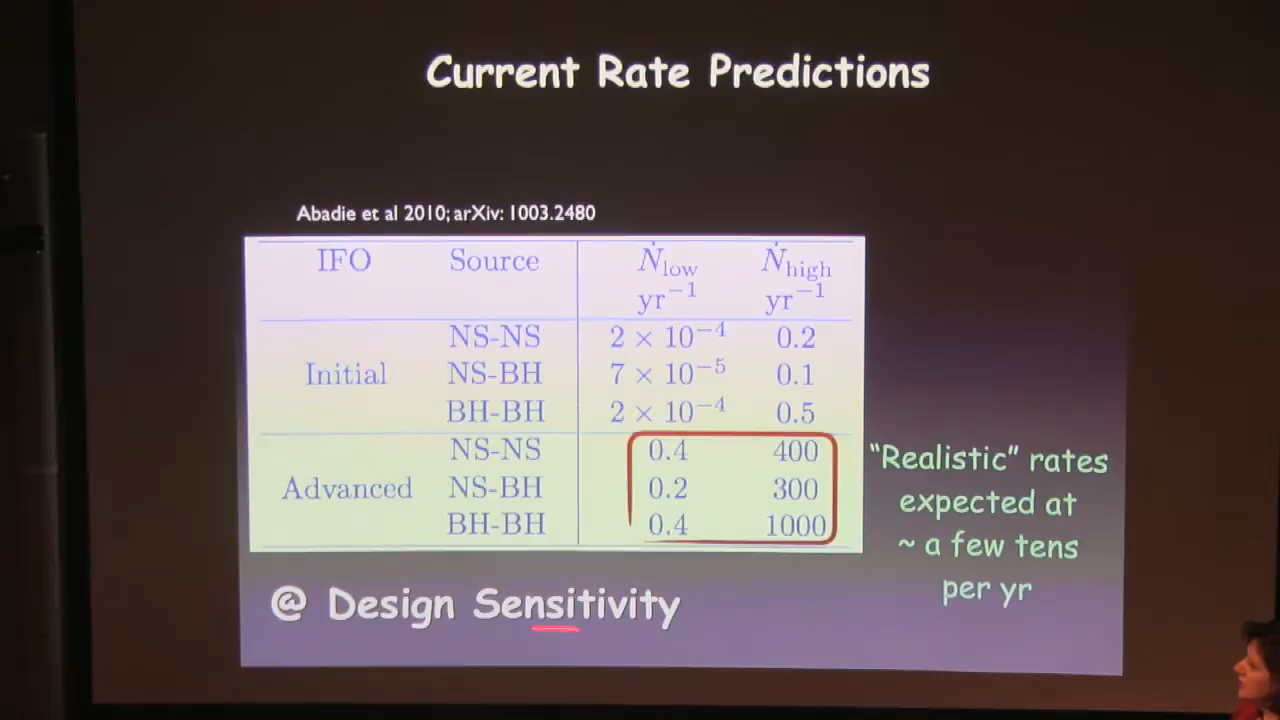 Current Rate Predictions
Abadie et al 2010; arXiv: 1003.2480
IFO Source Ṅlow Ṅhigh
yr⁻¹ yr⁻¹
NS-NS 2 × 10⁻⁴ 0.2
Initial NS-BH 7 × 10⁻⁵ 0.1
BH-BH 2 × 10⁻⁴ 0.5
NS-NS 0.4 400
Advanced NS-BH 0.2 300
BH-BH 0.4 1000
“Realistic” rates
expected at
~ a few tens
per yr
@ Design Sensitivity